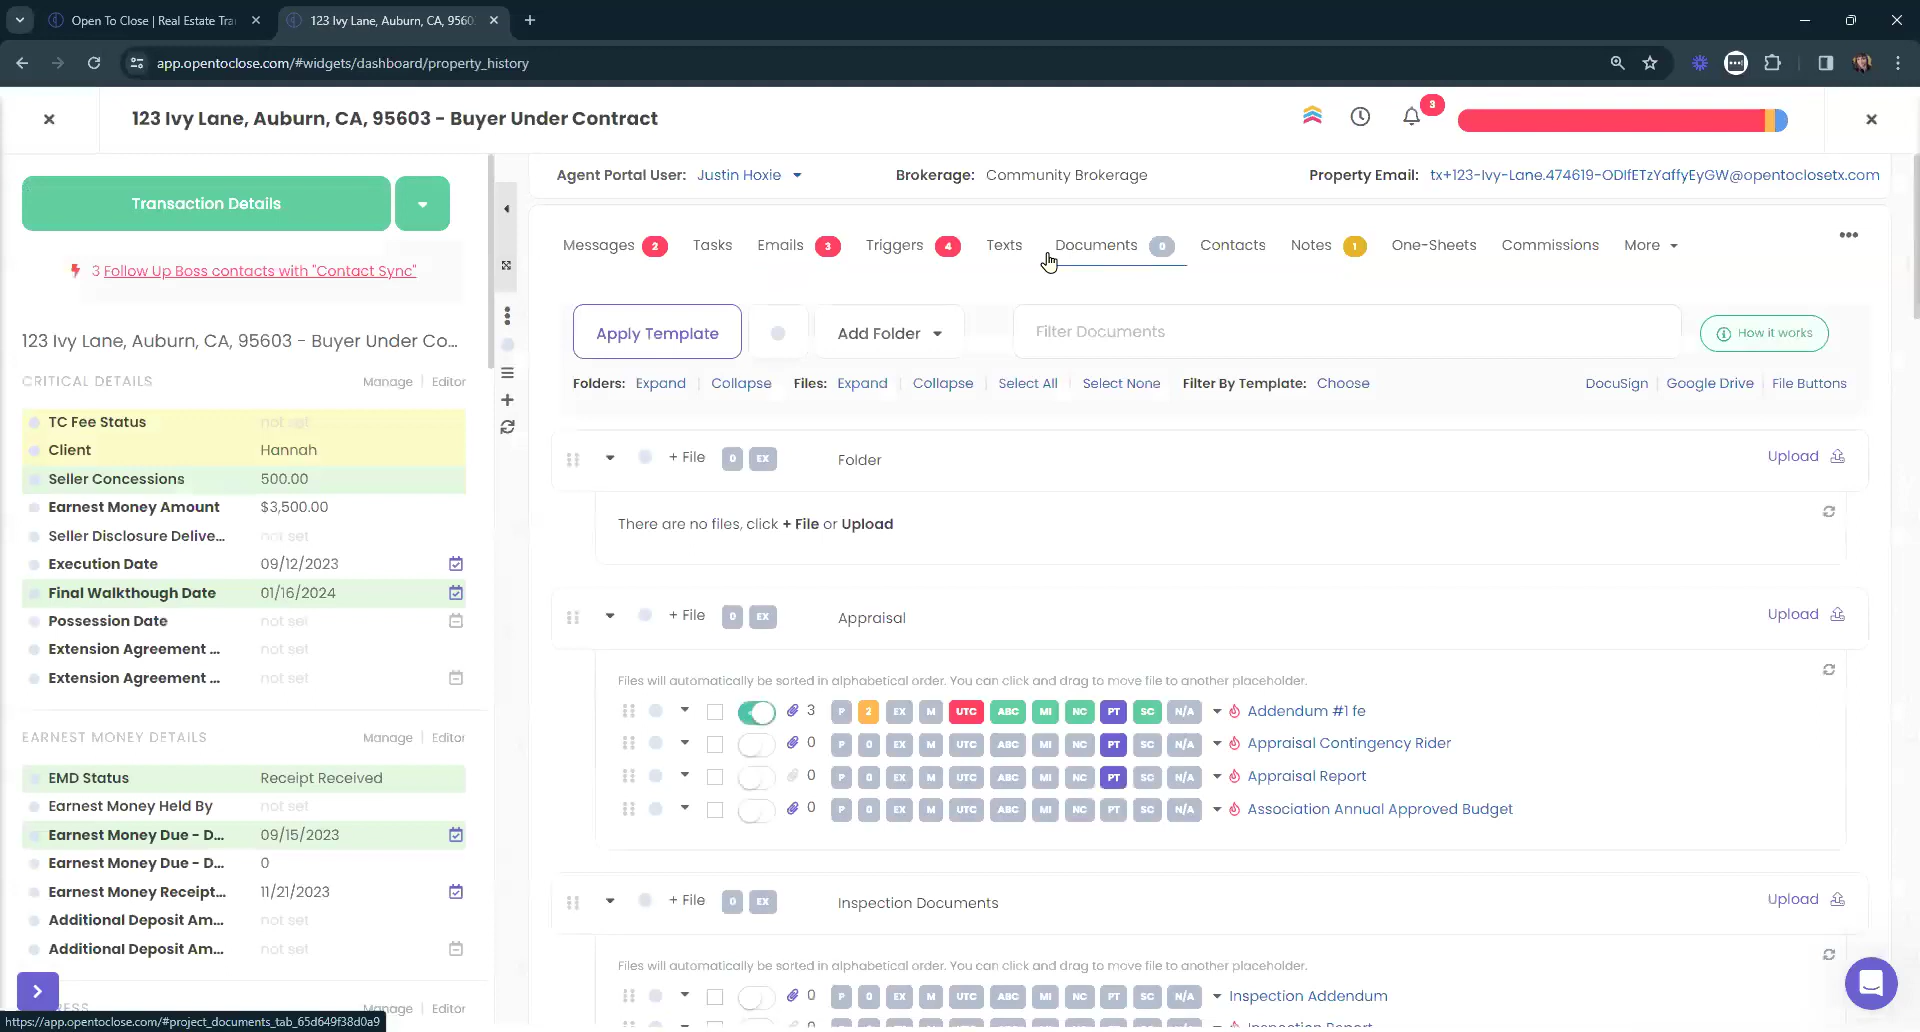 Open To Close | Real Estate Tra
123 Ivy Lane, Auburn, CA, 9560
app.opentoclose.com/#widgets/dashboard/property_history
123 Ivy Lane, Auburn, CA, 95603 - Buyer Under Contract
3
Transaction Details
3 Follow Up Boss contacts with "Contact Sync"
123 Ivy Lane, Auburn, CA, 95603 - Buyer Under Co...
CRITICAL DETAILS Manage | Editor
TC Fee Status not set
Client Hannah
Seller Concessions 500.00
Earnest Money Amount $3,500.00
Seller Disclosure Delive... not set
Execution Date 09/12/2023
Final Walkthough Date 01/16/2024
Possession Date not set
Extension Agreement ... not set
Extension Agreement ... not set
EARNEST MONEY DETAILS Manage | Editor
EMD Status Receipt Received
Earnest Money Held By not set
Earnest Money Due - D... 09/15/2023
Earnest Money Due - D... 0
Earnest Money Receipt... 11/21/2023
Additional Deposit Am... not set
Additional Deposit Am... not set
Manage | Editor
https://app.opentoclose.com/#project_documents_tab_65d649f38d0a9
Agent Portal User: Justin Hoxie Brokerage: Community Brokerage Property Email: tx+123-Ivy-Lane.474619-ODIfETzYaffyEyGW@opentoclosetx.com
Messages 2 Tasks Emails 3 Triggers 4 Texts Documents 0 Contacts Notes 1 One-Sheets Commissions More
Apply Template Add Folder Filter Documents How it works
Folders: Expand Collapse Files: Expand Collapse Select All Select None Filter By Template: Choose DocuSign | Google Drive | File Buttons
+ File 0 EX Folder Upload
There are no files, click + File or Upload
+ File 0 EX Appraisal Upload
Files will automatically be sorted in alphabetical order. You can click and drag to move file to another placeholder.
3 P 2 EX M UTC ABC MI NC PT SC N/A Addendum #1 fe
0 P 0 EX M UTC ABC MI NC PT SC N/A Appraisal Contingency Rider
0 P 0 EX M UTC ABC MI NC PT SC N/A Appraisal Report
0 P 0 EX M UTC ABC MI NC PT SC N/A Association Annual Approved Budget
+ File 0 EX Inspection Documents Upload
Files will automatically be sorted in alphabetical order. You can click and drag to move file to another placeholder.
0 P 0 EX M UTC ABC MI NC PT SC N/A Inspection Addendum